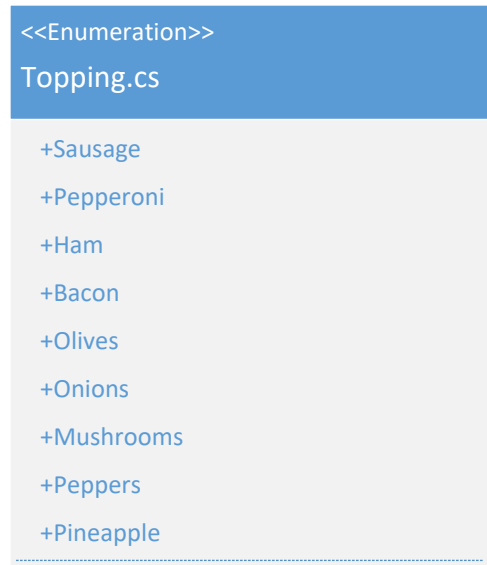 <<Enumeration>>
Topping.cs
+Sausage
+Pepperoni
+Ham
+Bacon
+Olives
+Onions
+Mushrooms
+Peppers
+Pineapple